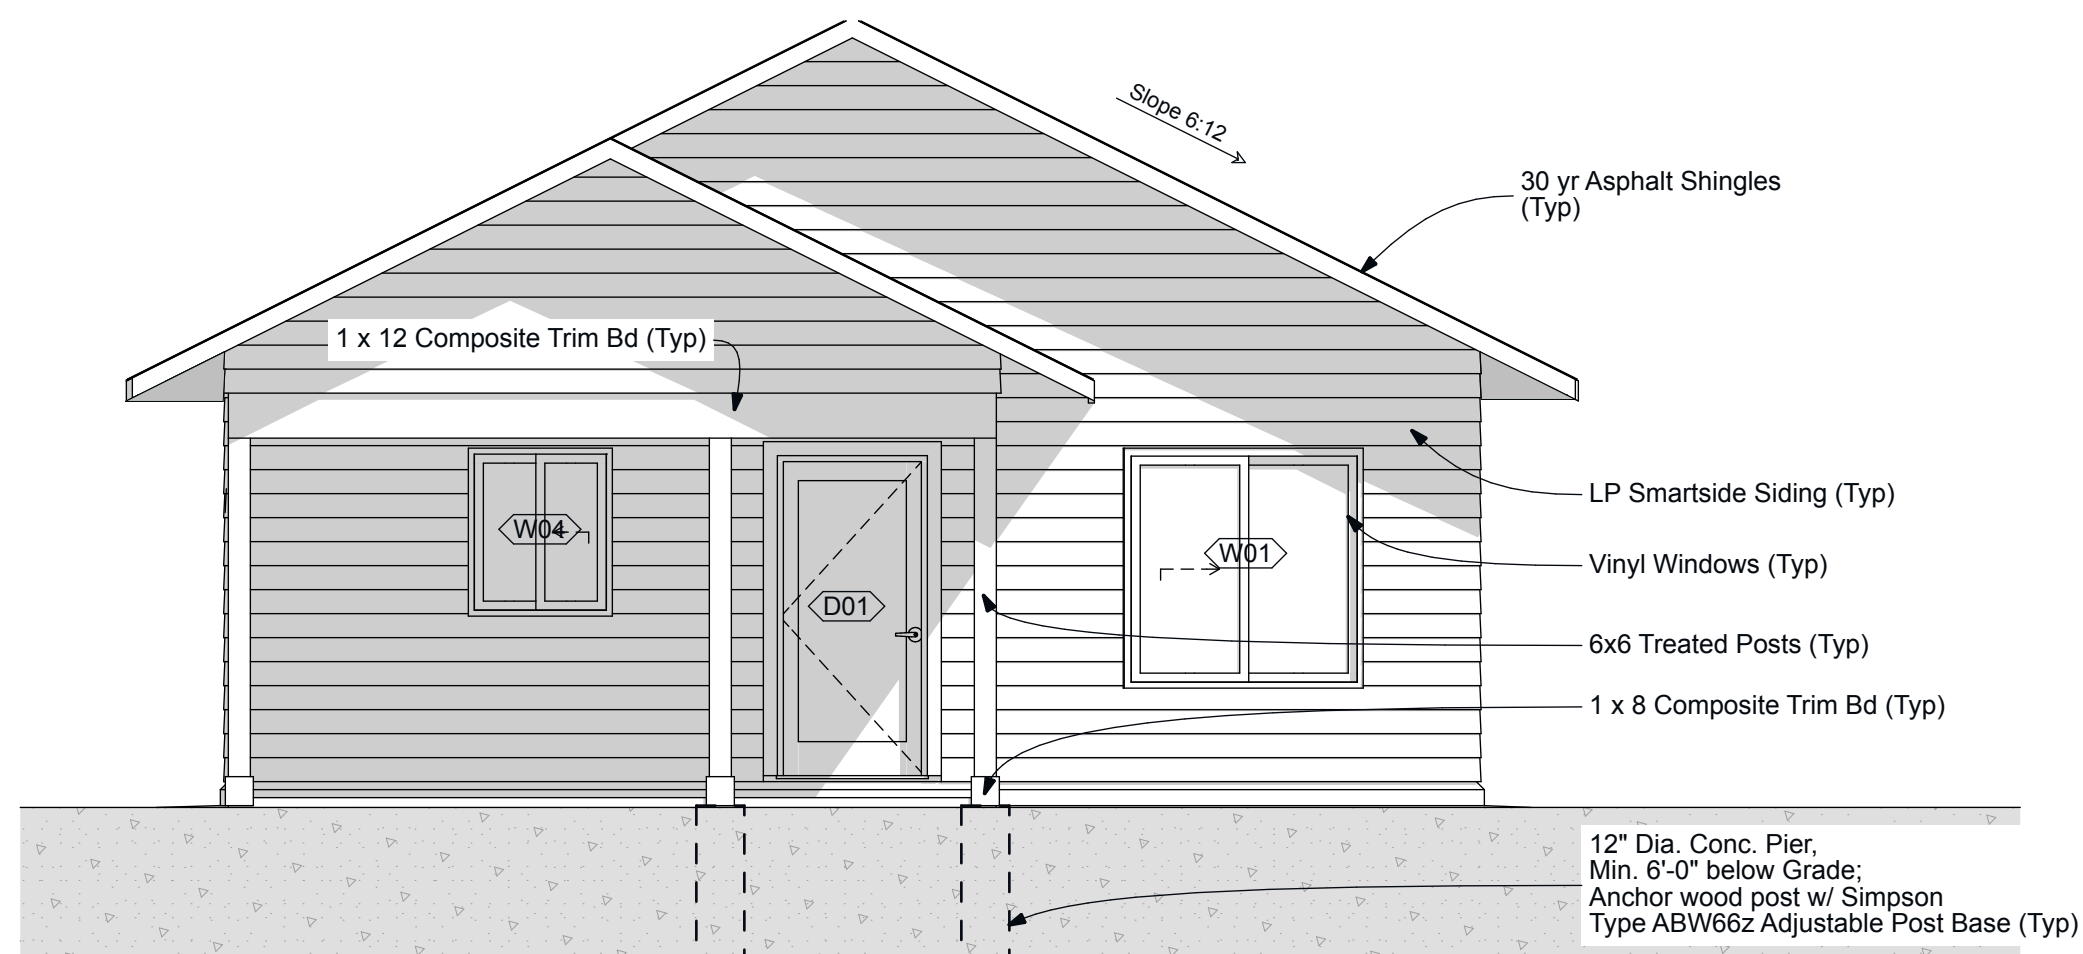 Slope 6:12
30 yr Asphalt Shingles
(Typ)
1 x 12 Composite Trim Bd (Typ)
LP Smartside Siding (Typ)
W04
W01
Vinyl Windows (Typ)
D01
6x6 Treated Posts (Typ)
1 x 8 Composite Trim Bd (Typ)
12" Dia. Conc. Pier,
Min. 6'-0" below Grade;
Anchor wood post w/ Simpson
Type ABW66z Adjustable Post Base (Typ)